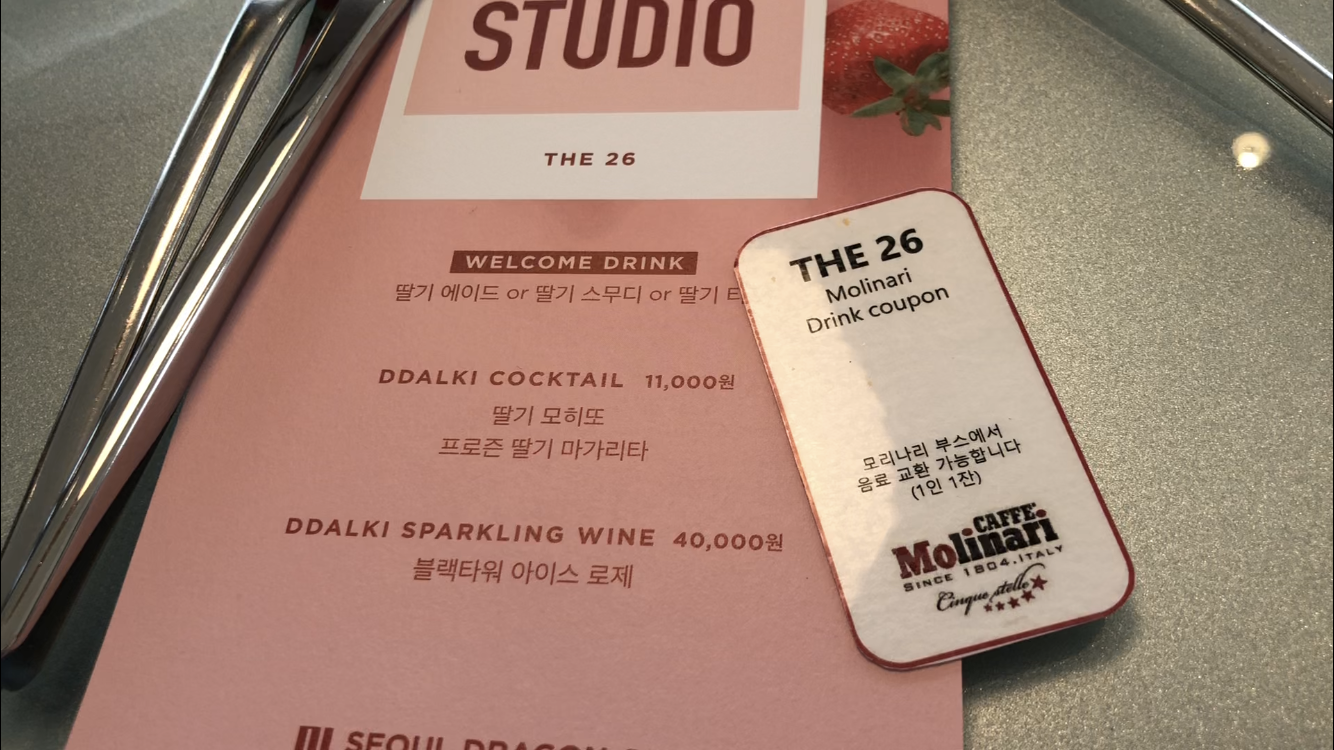 STUDIO
THE 26
WELCOME DRINK
딸기 에이드 or 딸기 스무디 or 딸기
DDALKI COCKTAIL 11,000원
딸기 모히또
프로즌 딸기 마가리타
DDALKI SPARKLING WINE 40,000원
블랙타워 아이스 로제
SEOUL DRAGON
THE 26
Molinari
Drink coupon
모리나리 부스에서
음료 교환 가능합니다
(1인 1잔)
CAFFÈ
Molinari
SINCE 1804.ITALY
Cinque stelle